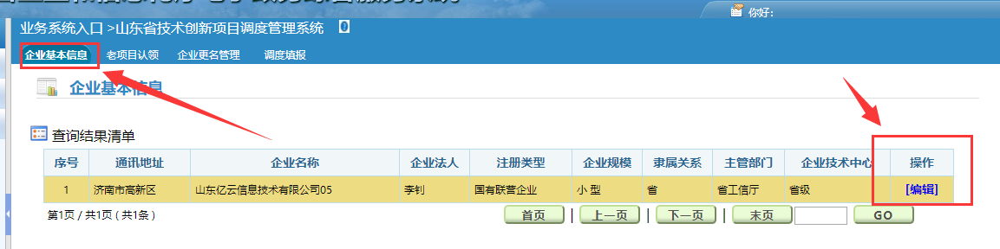 你好:
业务系统入口 >山东省技术创新项目调度管理系统
企业基本信息 老项目认领 企业更名管理 调度填报
企业基本信息
查询结果清单
序号 通讯地址 企业名称 企业法人 注册类型 企业规模 隶属关系 主管部门 企业技术中心 操作
1 济南市高新区 山东亿云信息技术有限公司05 李钊 国有联营企业 小 型 省 省工信厅 省级 [编辑]
第1页 / 共1页 ( 共1条 ) 首页 | 上一页 | 下一页 | 末页 GO